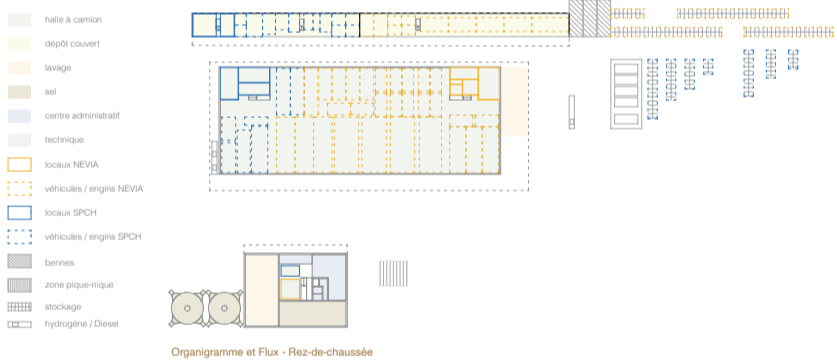 halle à camion
dépôt couvert
lavage
sel
centre administratif
technique
locaux NEVIA
véhicules / engins NEVIA
locaux SPCH
véhicules / engins SPCH
bennes
zone pique-nique
stockage
hydrogène / Diesel
Organigramme et Flux - Rez-de-chaussée